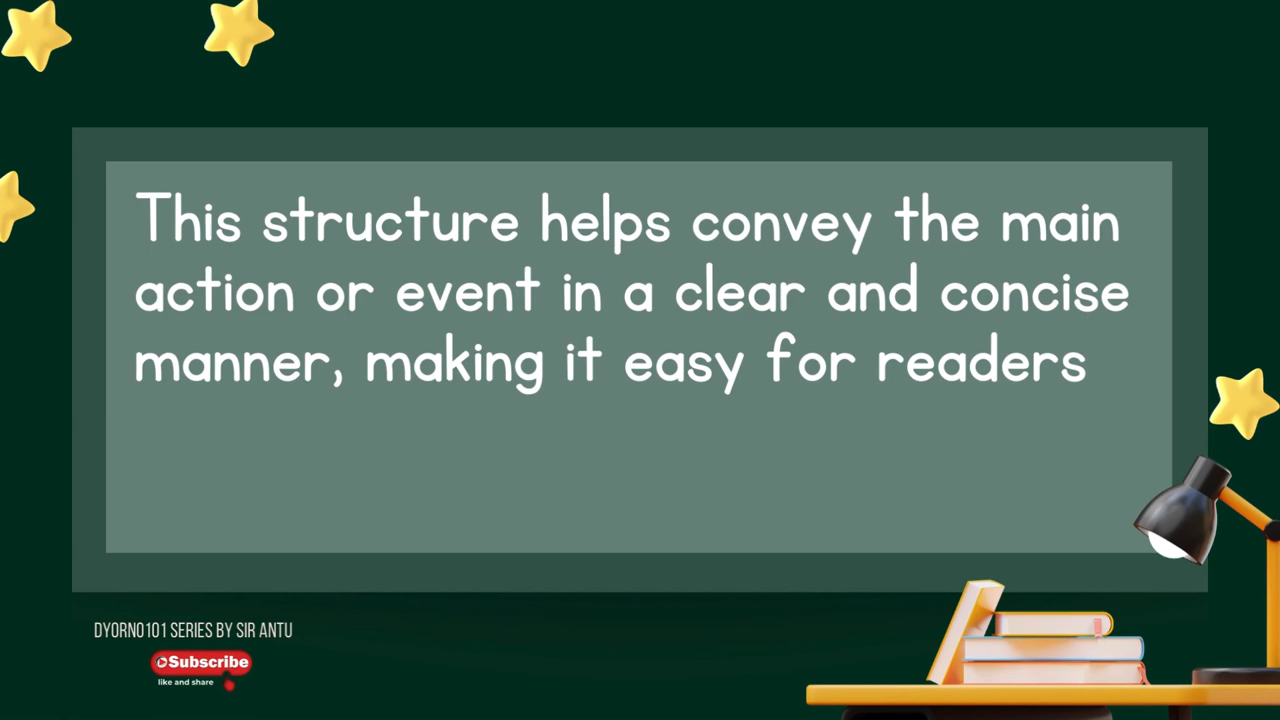 This structure helps convey the main
action or event in a clear and concise
manner, making it easy for readers
DYORNO101 SERIES BY SIR ANTU
Subscribe
like and share